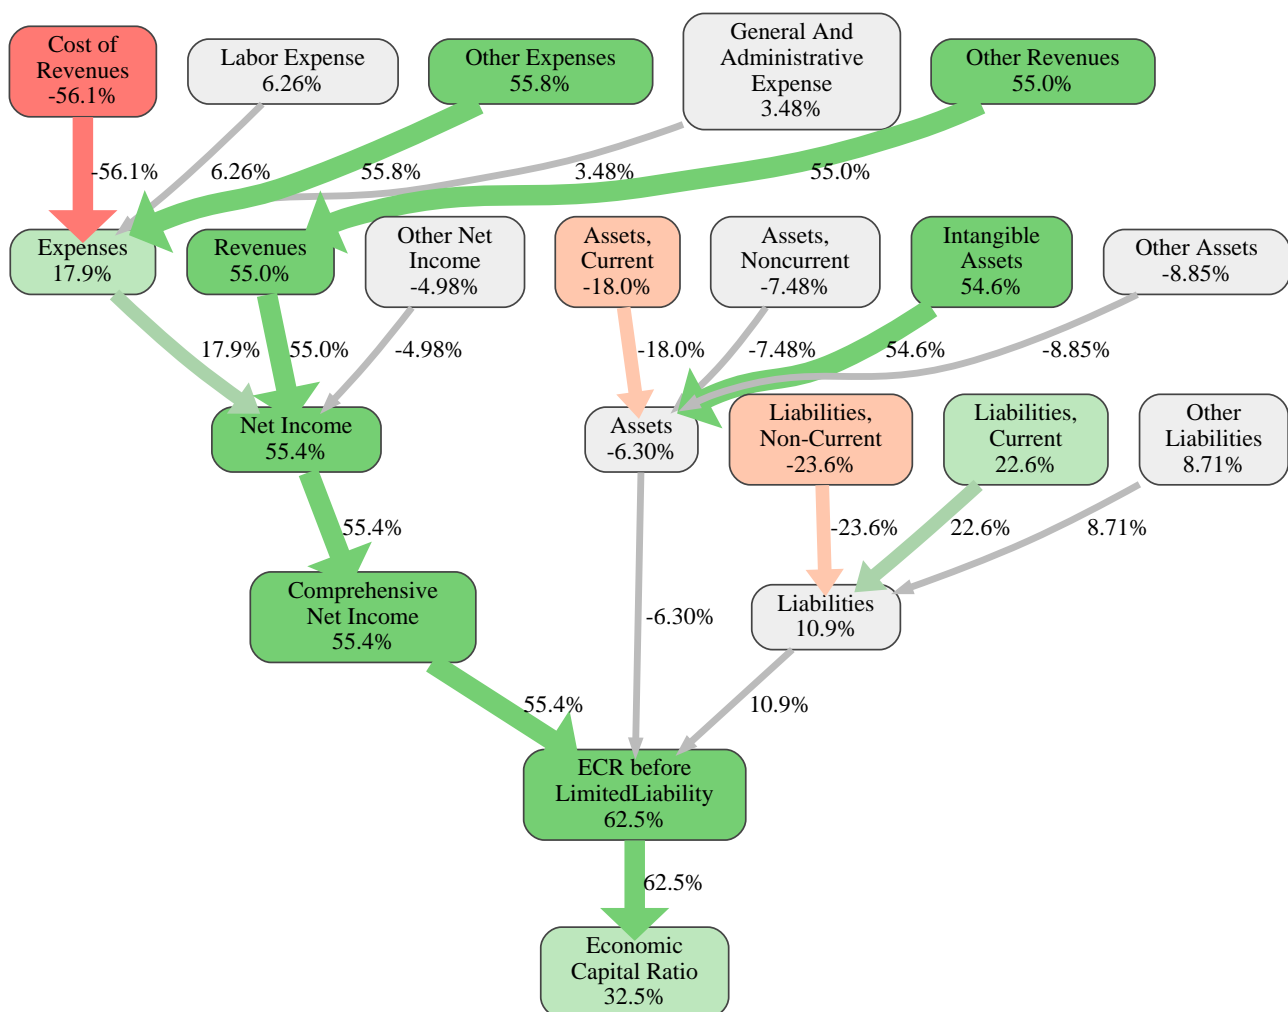 Cost of
Revenues
-56.1%
Labor Expense
6.26%
Other Expenses
55.8%
General And
Administrative
Expense
3.48%
Other Revenues
55.0%
-56.1%
6.26%
55.8%
3.48%
55.0%
Expenses
17.9%
Revenues
55.0%
Other Net
Income
-4.98%
Assets,
Current
-18.0%
Assets,
Noncurrent
-7.48%
Intangible
Assets
54.6%
Other Assets
-8.85%
17.9%
55.0%
-4.98%
-18.0%
-7.48%
54.6%
-8.85%
Net Income
55.4%
Assets
-6.30%
Liabilities,
Non-Current
-23.6%
Liabilities,
Current
22.6%
Other
Liabilities
8.71%
55.4%
-23.6%
22.6%
8.71%
Comprehensive
Net Income
55.4%
-6.30%
Liabilities
10.9%
55.4%
10.9%
ECR before
LimitedLiability
62.5%
62.5%
Economic
Capital Ratio
32.5%